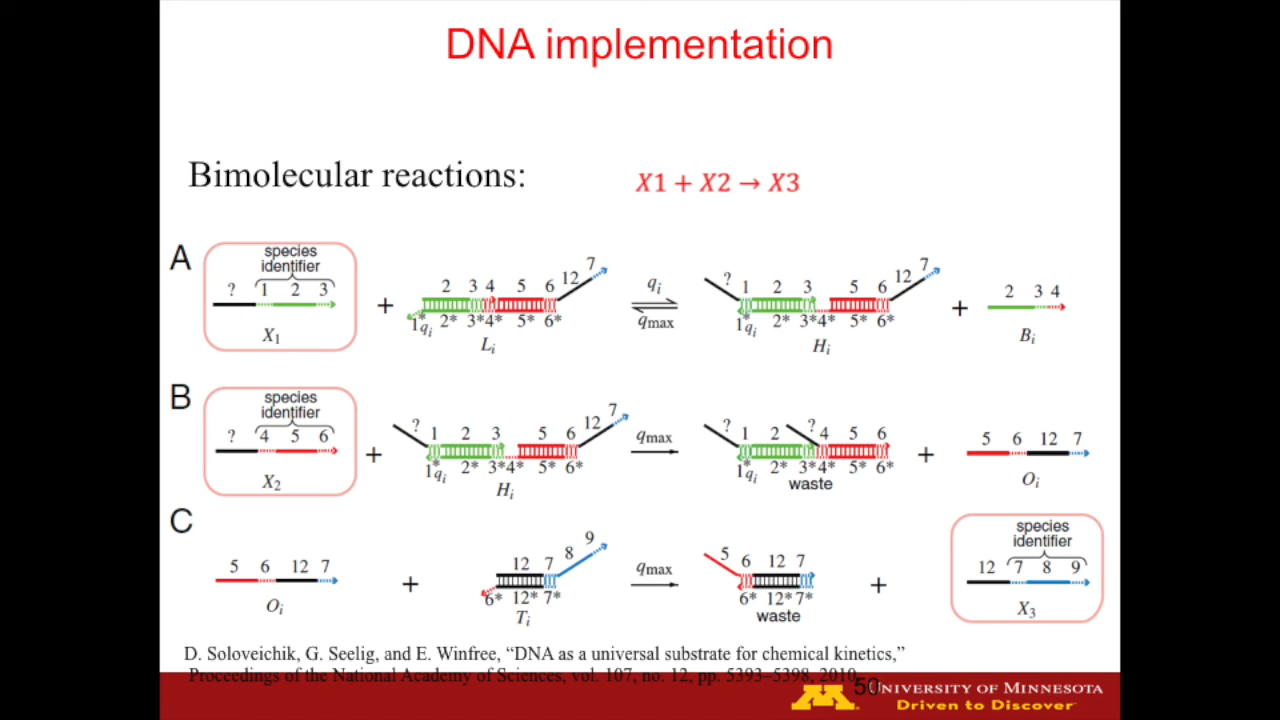 DNA implementation
Bimolecular reactions:
X1 + X2 → X3
A
species
identifier
? 1 2 3
X1
+
2 3 4 5 6 12 7
1* qi 2* 3* 4* 5* 6*
Li
qi
qmax
? 1 2 3 5 6 12 7
1* qi 2* 3* 4* 5* 6*
Hi
+
2 3 4
Bi
B
species
identifier
? 4 5 6
X2
+
? 1 2 3 5 6 12 7
1* qi 2* 3* 4* 5* 6*
Hi
qmax
? 1 2 ? 4 5 6
1* qi 2* 3* 4* 5* 6*
waste
+
5 6 12 7
Oi
C
5 6 12 7
Oi
+
12 7 8 9
6* 12* 7*
Ti
qmax
5 6 12 7
6* 12* 7*
waste
+
species
identifier
12 7 8 9
X3
D. Soloveichik, G. Seelig, and E. Winfree, “DNA as a universal substrate for chemical kinetics,”
Proceedings of the National Academy of Sciences, vol. 107, no. 12, pp. 5393–5398, 2010.
50
M
UNIVERSITY OF MINNESOTA
Driven to Discover